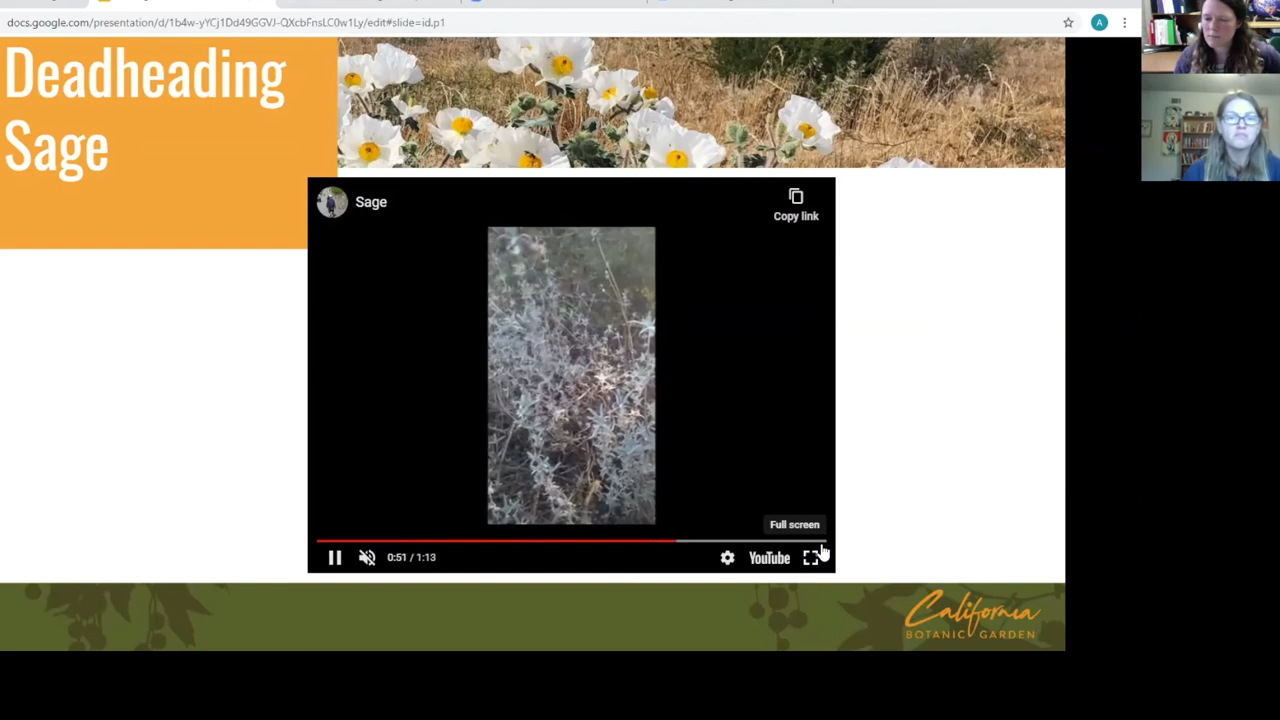 docs.google.com/presentation/d/1b4w-yYCj1Dd49GGVJ-QXcbFnsLC0w1Ly/edit#slide=id.p1
A
Deadheading
Sage
Sage
Copy link
Full screen
0:51 / 1:13
YouTube
California
BOTANIC GARDEN